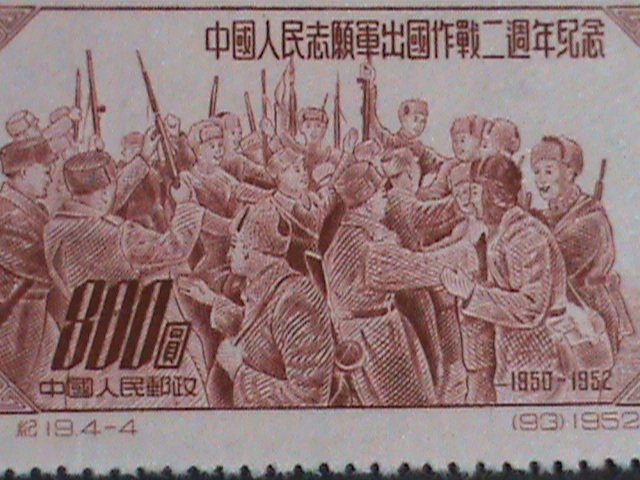 中國人民志願軍出國作戰二週年紀念
800圓
中國人民郵政
1950-1952
紀19.4-4
(93)1952